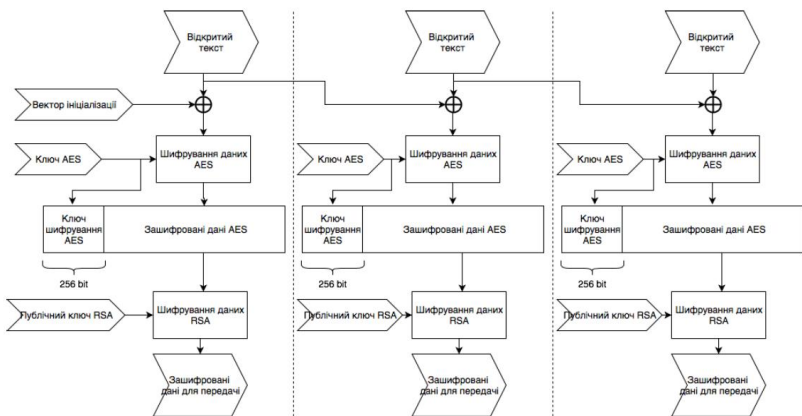 Відкритий
текст
Відкритий
текст
Відкритий
текст
Вектор ініціалізації
Ключ AES
Шифрування даних
AES
Ключ AES
Шифрування даних
AES
Ключ AES
Шифрування даних
AES
Ключ
шифрування
AES
Зашифровані дані AES
Ключ
шифрування
AES
Зашифровані дані AES
Ключ
шифрування
AES
Зашифровані дані AES
256 bit
256 bit
256 bit
Публічний ключ RSA
Шифрування даних
RSA
Публічний ключ RSA
Шифрування даних
RSA
Публічний ключ RSA
Шифрування даних
RSA
Зашифровані
дані для передачі
Зашифровані
дані для передачі
Зашифровані
дані для передачі